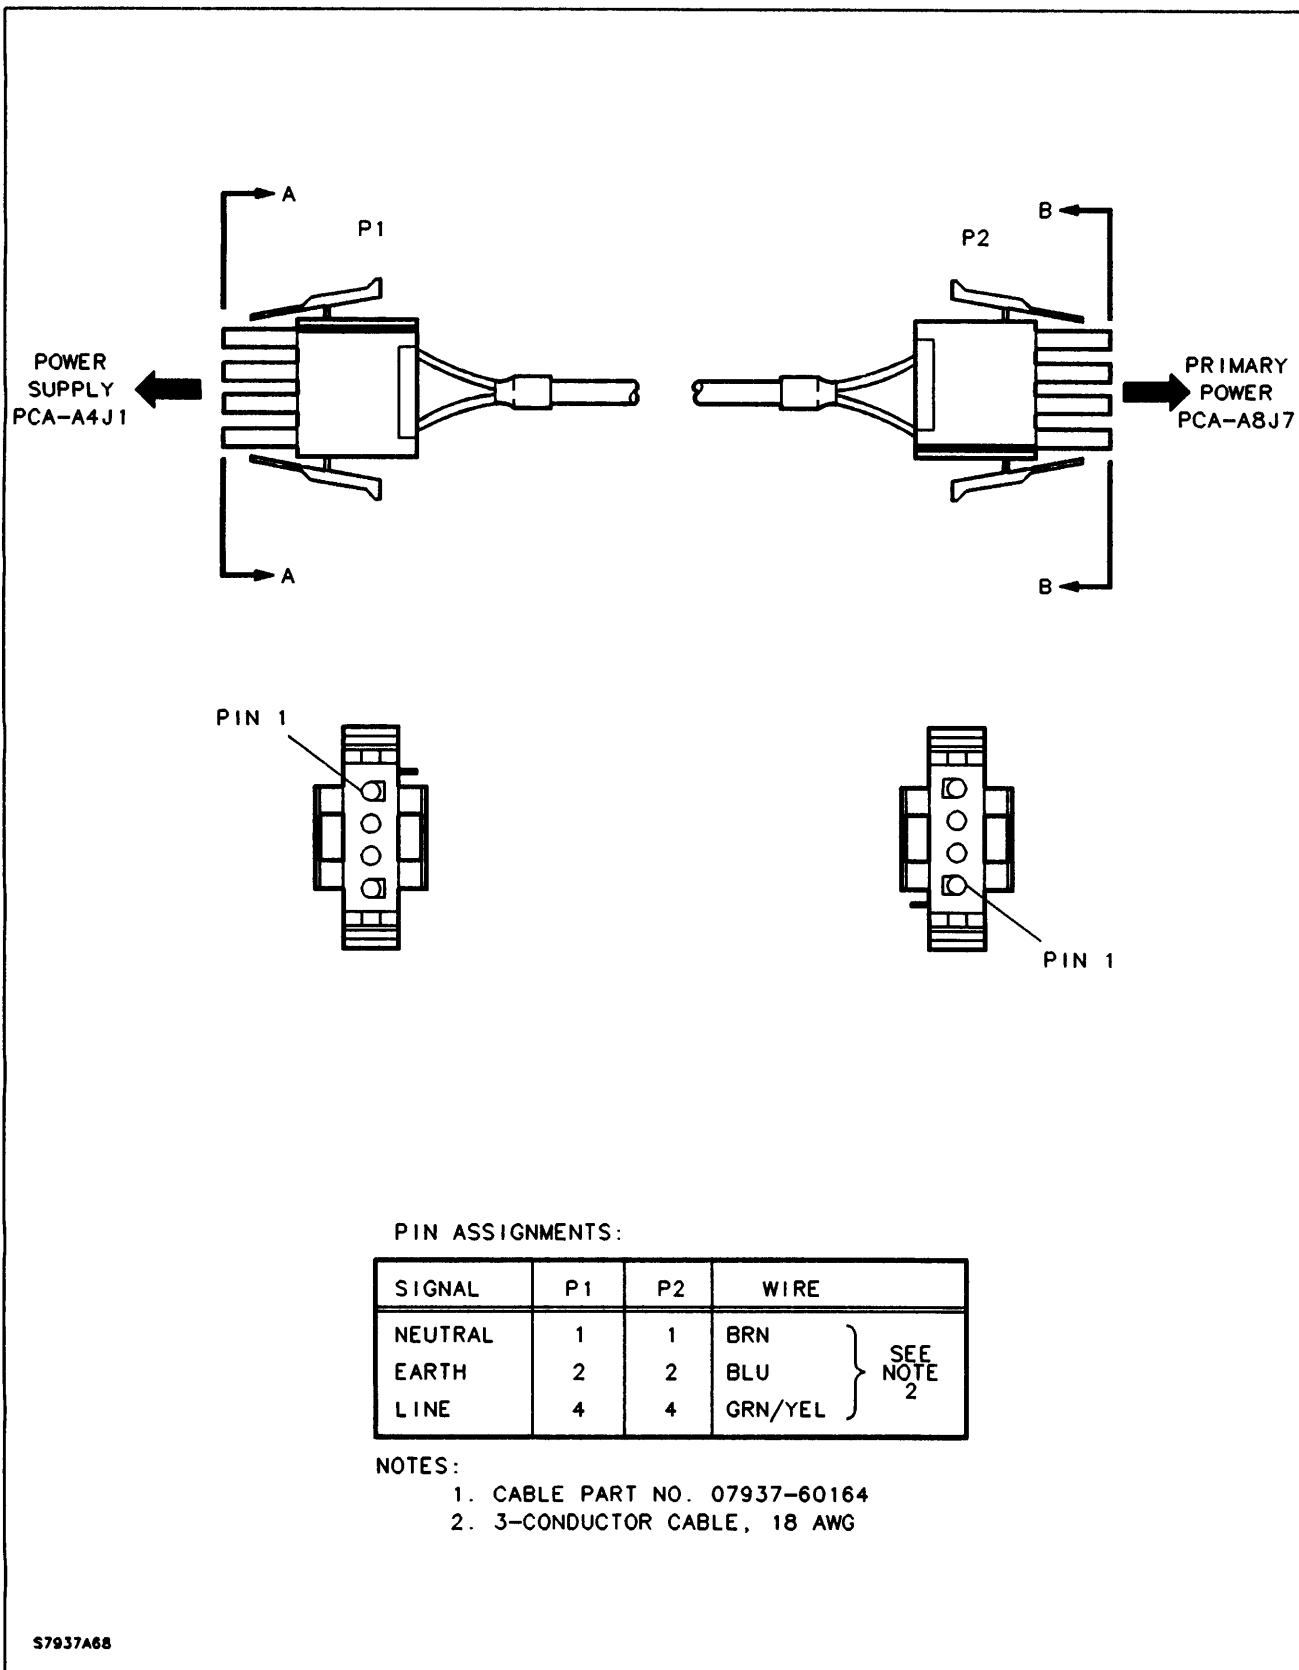 A
P1
B
P2
POWER
SUPPLY
PCA-A4J1
PRIMARY
POWER
PCA-A8J7
A
B
PIN 1
PIN 1
PIN ASSIGNMENTS:
SIGNAL P1 P2 WIRE
NEUTRAL 1 1 BRN
EARTH 2 2 BLU
LINE 4 4 GRN/YEL
SEE
NOTE
2
NOTES:
1. CABLE PART NO. 07937-60164
2. 3-CONDUCTOR CABLE, 18 AWG
S7937A68